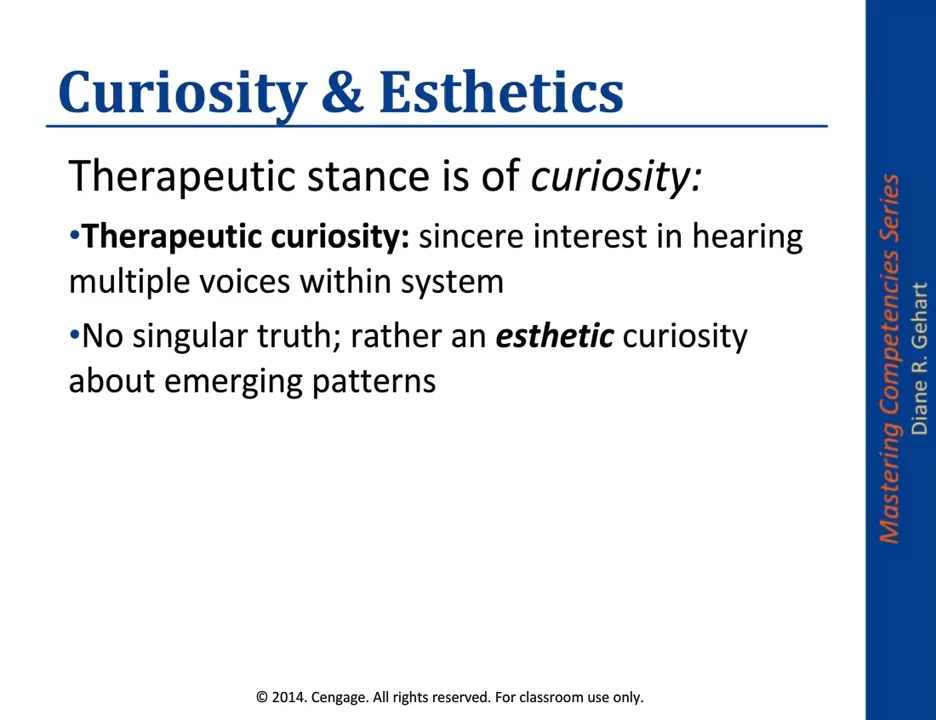 Curiosity & Esthetics
Therapeutic stance is of curiosity:
•Therapeutic curiosity: sincere interest in hearing
multiple voices within system
•No singular truth; rather an esthetic curiosity
about emerging patterns
Mastering Competencies Series
Diane R. Gehart
© 2014. Cengage. All rights reserved. For classroom use only.